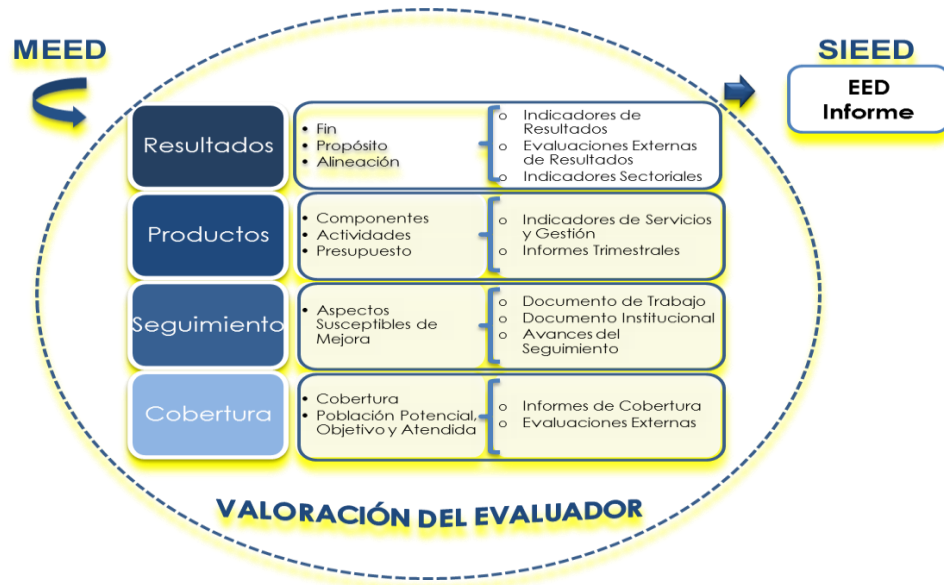 MEED
SIEED
EED
Informe
Resultados
• Fin
• Propósito
• Alineación
o Indicadores de
Resultados
o Evaluaciones Externas
de Resultados
o Indicadores Sectoriales
Productos
• Componentes
• Actividades
• Presupuesto
o Indicadores de Servicios
y Gestión
o Informes Trimestrales
Seguimiento
• Aspectos
Susceptibles de
Mejora
o Documento de Trabajo
o Documento Institucional
o Avances del
Seguimiento
Cobertura
• Cobertura
• Población Potencial,
Objetivo y Atendida
o Informes de Cobertura
o Evaluaciones Externas
VALORACIÓN DEL EVALUADOR